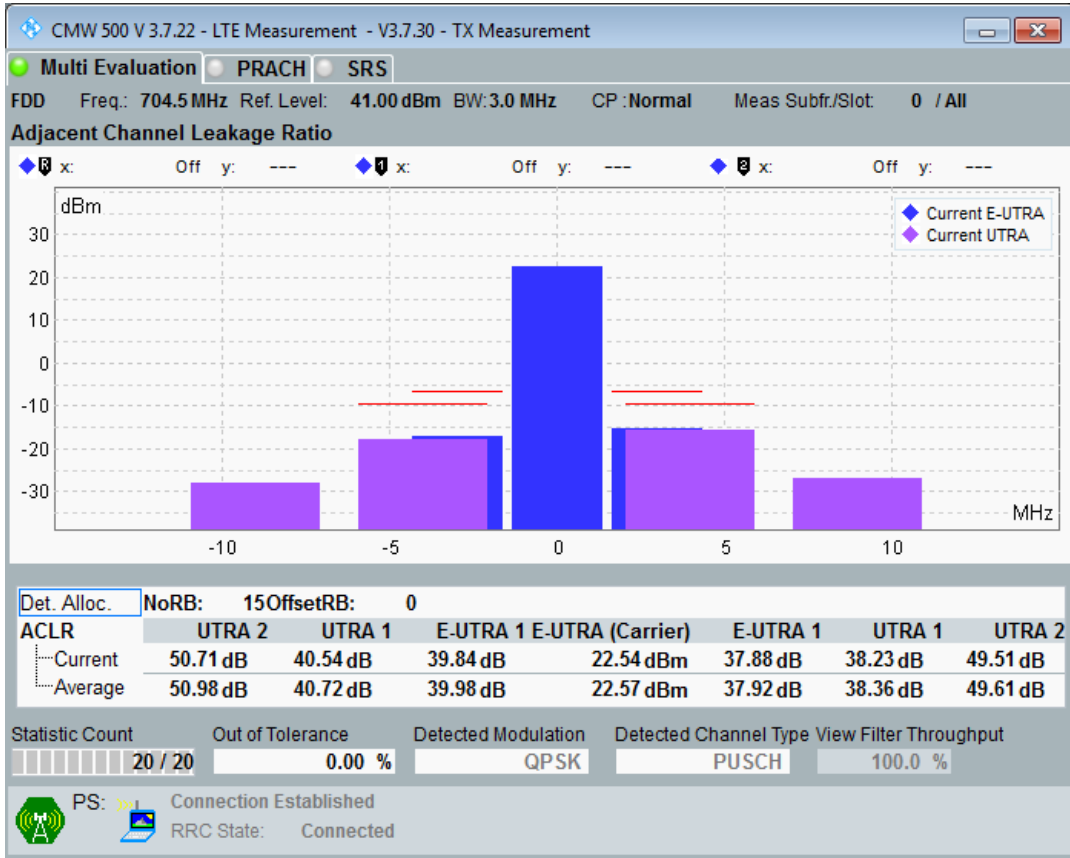 CMW 500 V 3.7.22 - LTE Measurement - V3.7.30 - TX Measurement
Multi Evaluation PRACH SRS
FDD Freq.: 704.5 MHz Ref. Level: 41.00 dBm BW: 3.0 MHz CP : Normal Meas Subfr./Slot: 0 / All
Adjacent Channel Leakage Ratio
R x: Off y: --- 1 x: Off y: --- 2 x: Off y: ---
dBm
Current E-UTRA
Current UTRA
30
20
10
0
-10
-20
-30
MHz
-10 -5 0 5 10
Det. Alloc. NoRB: 15 OffsetRB: 0
ACLR UTRA 2 UTRA 1 E-UTRA 1 E-UTRA (Carrier) E-UTRA 1 UTRA 1 UTRA 2
Current 50.71 dB 40.54 dB 39.84 dB 22.54 dBm 37.88 dB 38.23 dB 49.51 dB
Average 50.98 dB 40.72 dB 39.98 dB 22.57 dBm 37.92 dB 38.36 dB 49.61 dB
Statistic Count Out of Tolerance Detected Modulation Detected Channel Type View Filter Throughput
20 / 20 0.00 % QPSK PUSCH 100.0 %
PS: Connection Established
RRC State: Connected